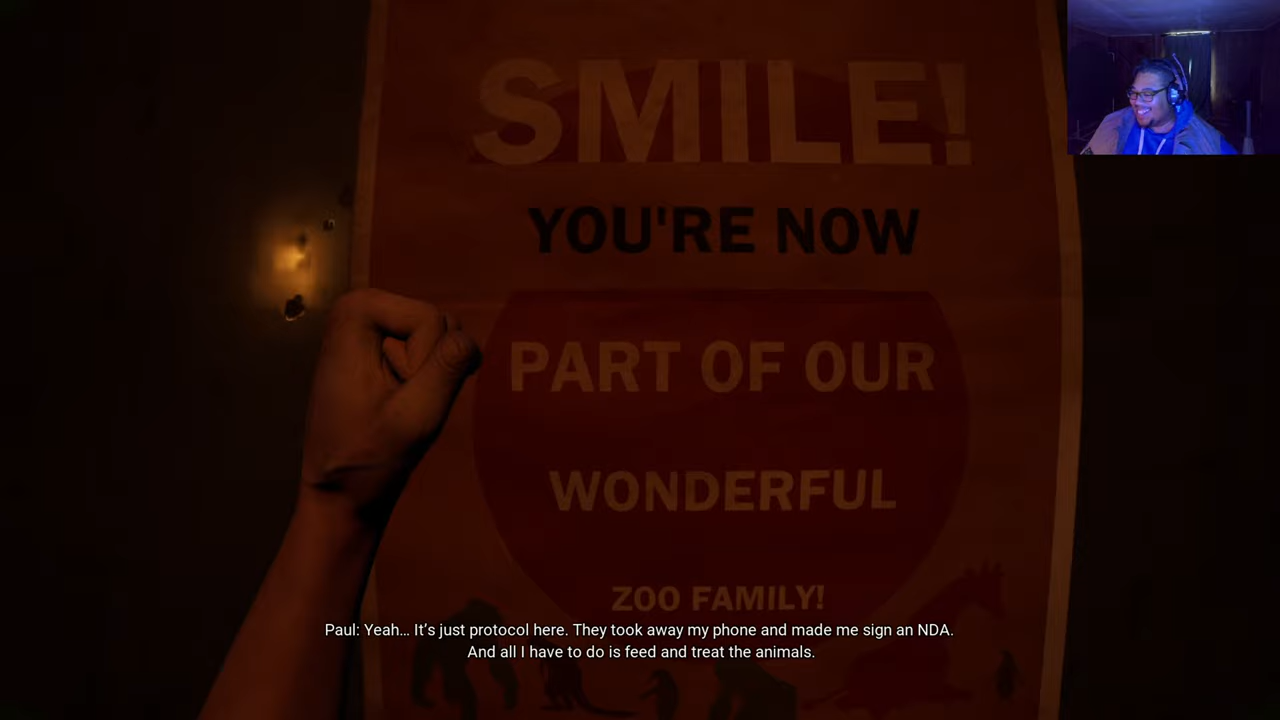 SMILE!
YOU'RE NOW
PART OF OUR
WONDERFUL
ZOO FAMILY!
Paul: Yeah... It’s just protocol here. They took away my phone and made me sign an NDA.
And all I have to do is feed and treat the animals.